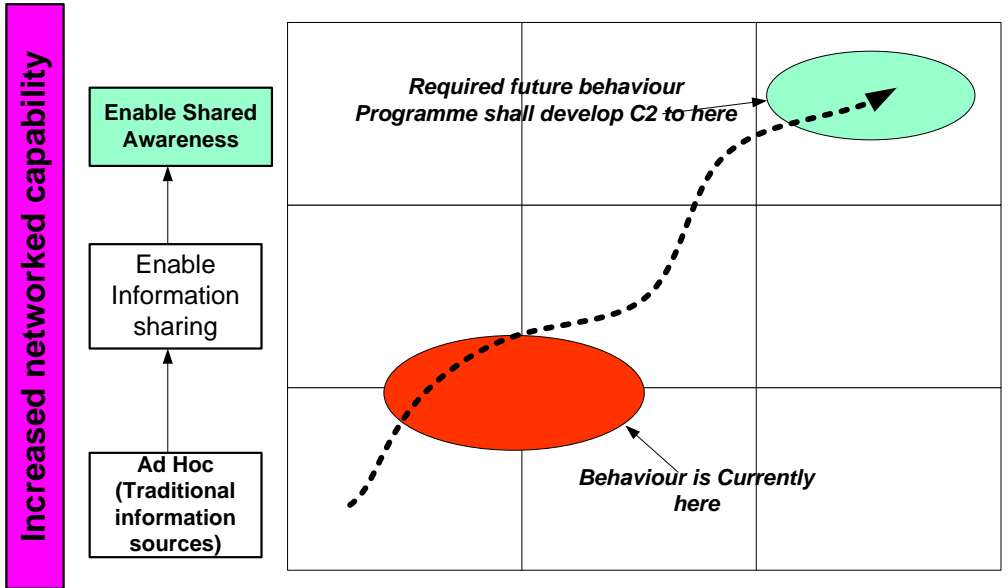 Increased networked capability
Enable Shared
Awareness
Enable
Information
sharing
Ad Hoc
(Traditional
information
sources)
Required future behaviour
Programme shall develop C2 to here
Behaviour is Currently
here